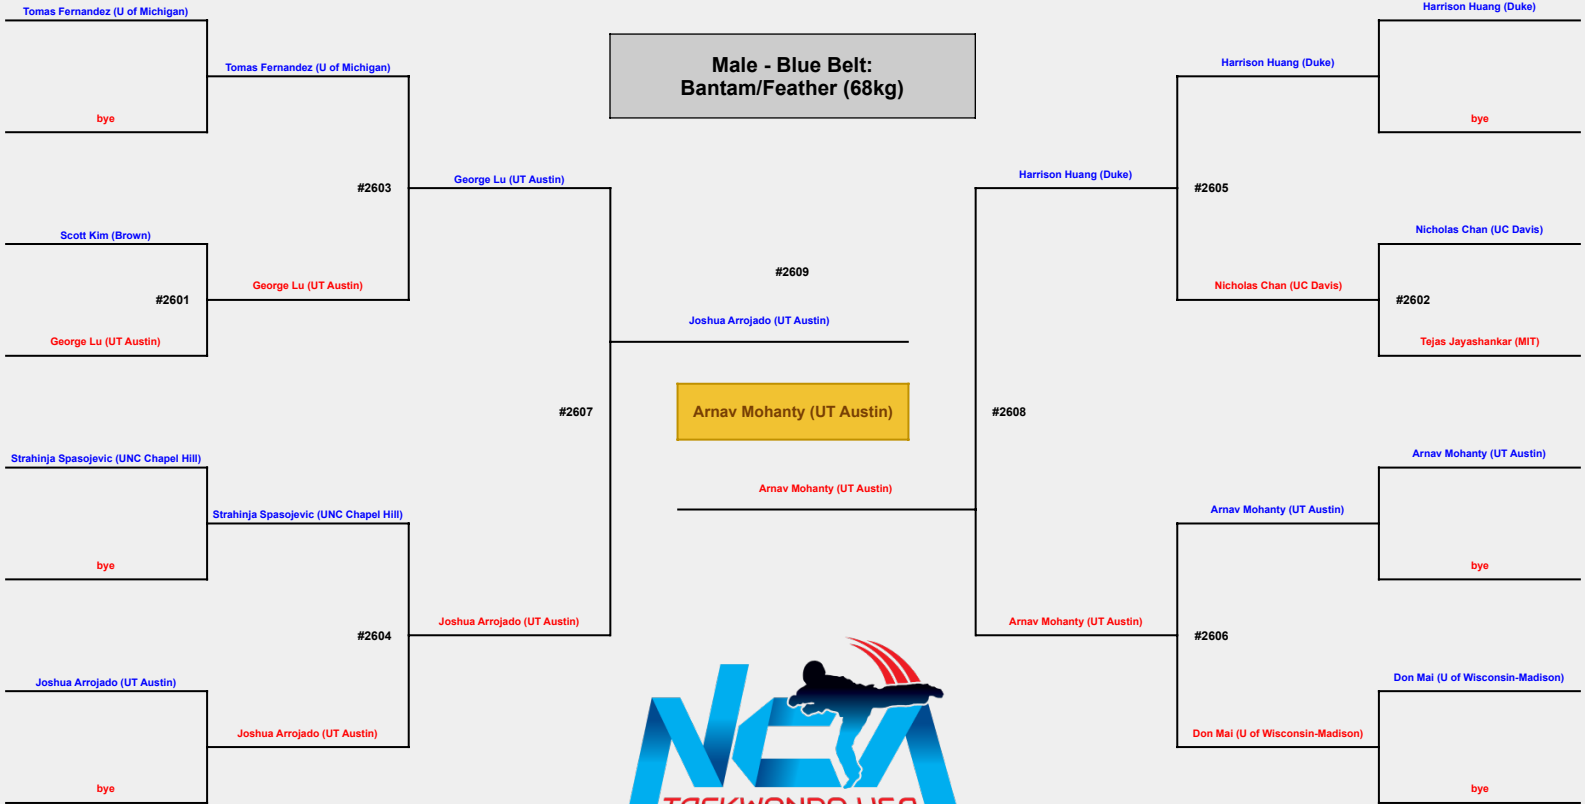 Tomas Fernandez (U of Michigan)
Tomas Fernandez (U of Michigan)
bye
#2603
George Lu (UT Austin)
Scott Kim (Brown)
#2601
George Lu (UT Austin)
George Lu (UT Austin)
#2607
Strahinja Spasojevic (UNC Chapel Hill)
Strahinja Spasojevic (UNC Chapel Hill)
bye
#2604
Joshua Arrojado (UT Austin)
Joshua Arrojado (UT Austin)
Joshua Arrojado (UT Austin)
bye
Male - Blue Belt:
Bantam/Feather (68kg)
#2609
Joshua Arrojado (UT Austin)
Arnav Mohanty (UT Austin)
Arnav Mohanty (UT Austin)
Harrison Huang (Duke)
Harrison Huang (Duke)
bye
Harrison Huang (Duke)
#2605
Nicholas Chan (UC Davis)
Nicholas Chan (UC Davis)
#2602
Tejas Jayashankar (MIT)
#2608
Arnav Mohanty (UT Austin)
Arnav Mohanty (UT Austin)
bye
Arnav Mohanty (UT Austin)
#2606
Don Mai (U of Wisconsin-Madison)
Don Mai (U of Wisconsin-Madison)
bye
TAEKWONDO USA